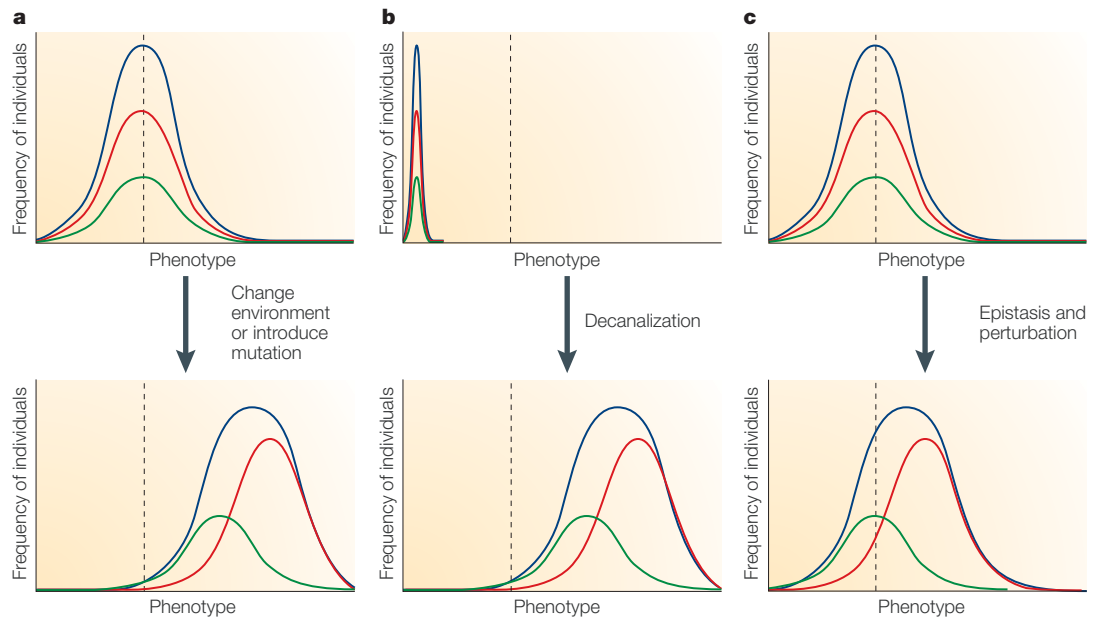 a
Frequency of individuals
Phenotype
Change
environment
or introduce
mutation
Frequency of individuals
Phenotype
b
Frequency of individuals
Phenotype
Decanalization
Frequency of individuals
Phenotype
c
Frequency of individuals
Phenotype
Epistasis and
perturbation
Frequency of individuals
Phenotype